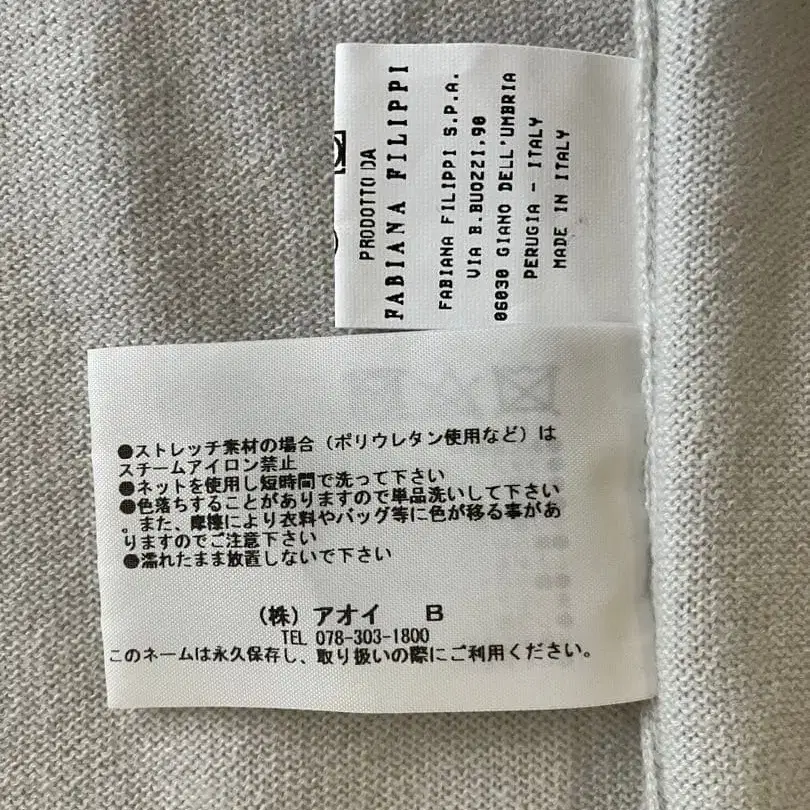 PRODOTTO DA
FABIANA FILIPPI
FABIANA FILIPPI S.P.A.
VIA B.BUOZZI,90
06030 GIANO DELL'UMBRIA
PERUGIA - ITALY
MADE IN ITALY
●ストレッチ素材の場合(ポリウレタン使用など)は
スチームアイロン禁止
●ネットを使用し短時間で洗って下さい
●色落ちすることがありますので単品洗いして下さい
。また、摩擦により衣料やバッグ等に色が移る事があ
りますのでご注意下さい
●濡れたまま放置しないで下さい
(株)アオイ B
TEL 078-303-1800
このネームは永久保存し、取り扱いの際にご利用ください。